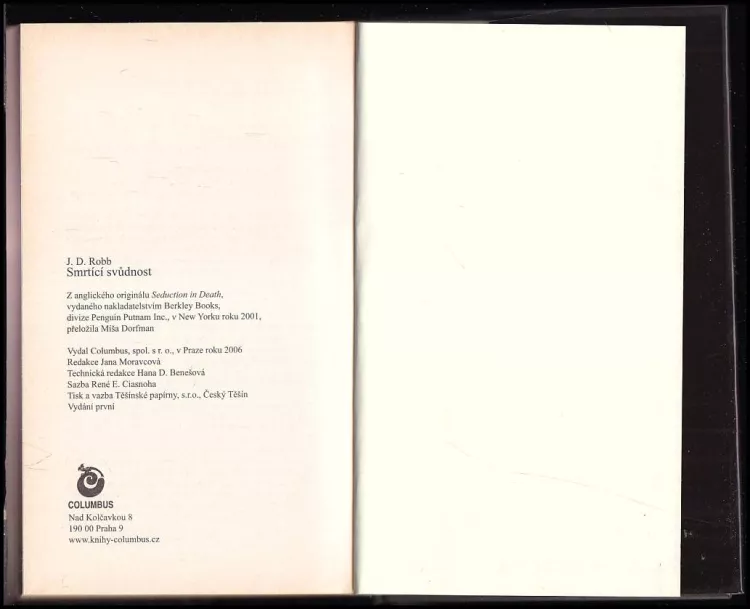 J. D. Robb
Smrtící svůdnost
Z anglického originálu Seduction in Death,
vydaného nakladatelstvím Berkley Books,
divize Penguin Putnam Inc., v New Yorku roku 2001,
přeložila Míša Dorfman
Vydal Columbus, spol. s r. o., v Praze roku 2006
Redakce Jana Moravcová
Technická redakce Hana D. Benešová
Sazba René E. Ciasnoha
Tisk a vazba Těšínské papírny, s.r.o., Český Těšín
Vydání první
COLUMBUS
Nad Kolčavkou 8
190 00 Praha 9
www.knihy-columbus.cz